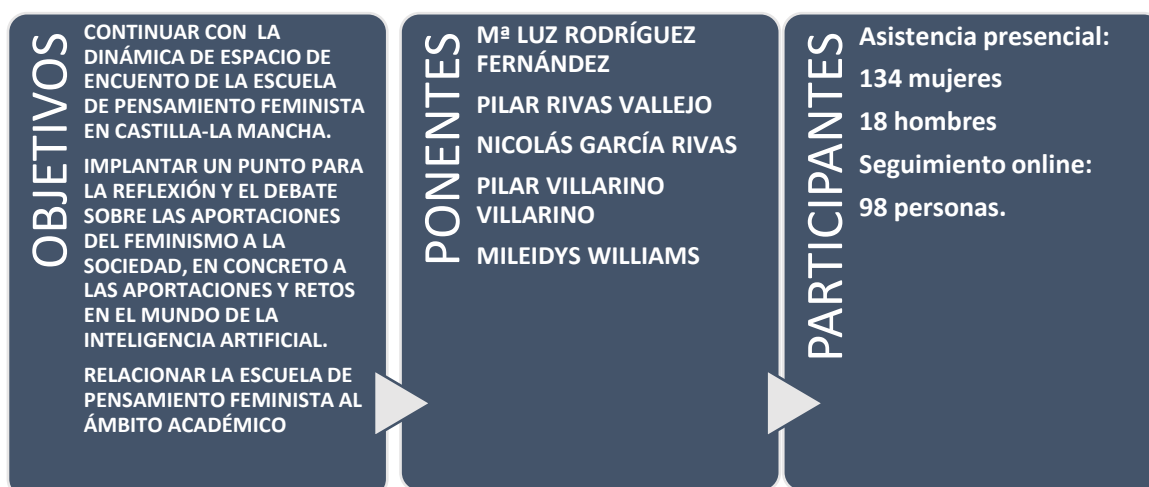 OBJETIVOS
CONTINUAR CON LA
DINÁMICA DE ESPACIO DE
ENCUENTO DE LA ESCUELA
DE PENSAMIENTO FEMINISTA
EN CASTILLA-LA MANCHA.
IMPLANTAR UN PUNTO PARA
LA REFLEXIÓN Y EL DEBATE
SOBRE LAS APORTACIONES
DEL FEMINISMO A LA
SOCIEDAD, EN CONCRETO A
LAS APORTACIONES Y RETOS
EN EL MUNDO DE LA
INTELIGENCIA ARTIFICIAL.
RELACIONAR LA ESCUELA DE
PENSAMIENTO FEMINISTA AL
ÁMBITO ACADÉMICO
PONENTES
Mª LUZ RODRÍGUEZ
FERNÁNDEZ
PILAR RIVAS VALLEJO
NICOLÁS GARCÍA RIVAS
PILAR VILLARINO
VILLARINO
MILEIDYS WILLIAMS
PARTICIPANTES
Asistencia presencial:
134 mujeres
18 hombres
Seguimiento online:
98 personas.